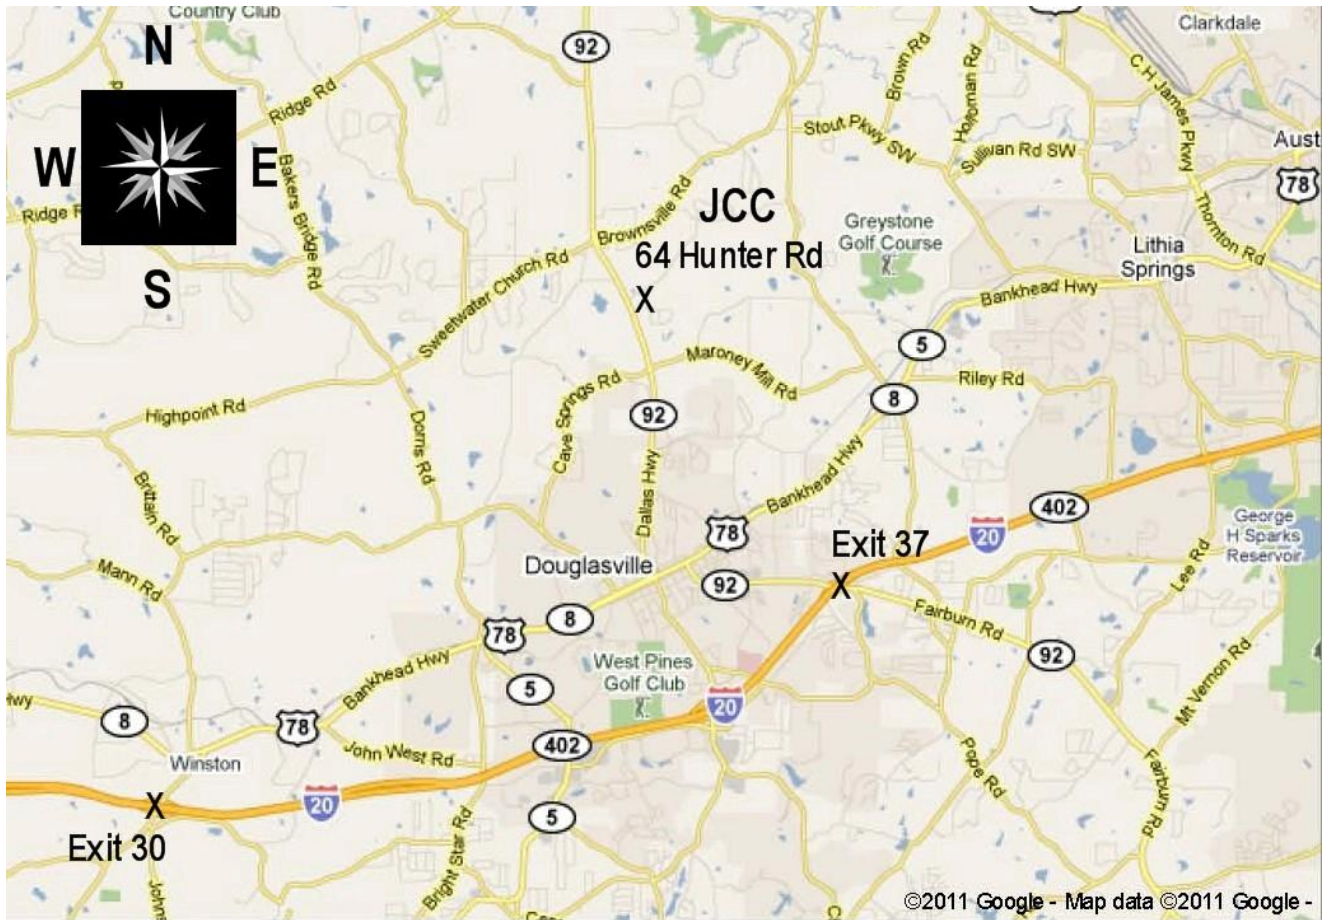 Country Club
N
92
Clarkdale
Brown Rd
Holloman Rd
C H James Pkwy
Ridge Rd
Stout Pkwy SW
Sullivan Rd SW
Aust
W
E
Bakers Bridge Rd
78
Ridge R
Brownsville Rd
JCC
Greystone
Golf Course
Thornton Rd
64 Hunter Rd
Lithia
Springs
S
Sweetwater Church Rd
X
Bankhead Hwy
5
Maroney Mill Rd
Cave Springs Rd
Riley Rd
8
Highpoint Rd
92
Dorris Rd
Dallas Hwy
Bankhead Hwy
Brittain Rd
402
78
20
George
H Sparks
Reservoir
Exit 37
Mann Rd
Douglasville
92
X
Lee Rd
8
Fairburn Rd
78
92
Bankhead Hwy
West Pines
Golf Club
5
Mt Vernon Rd
Hwy
8
78
20
John West Rd
402
Winston
Pope Rd
Fairburn Rd
X
20
5
Exit 30
Bright Star Rd
Johns
©2011 Google - Map data ©2011 Google -